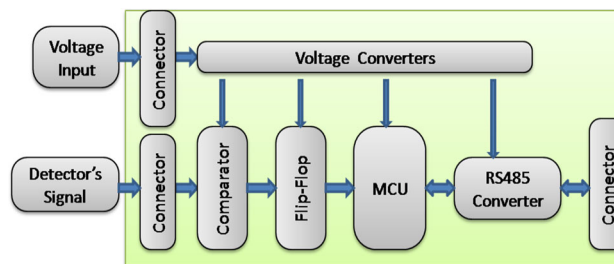 Voltage
Input
Connector
Voltage Converters
Detector's
Signal
Connector
Comparator
Flip-Flop
MCU
RS485
Converter
Connector